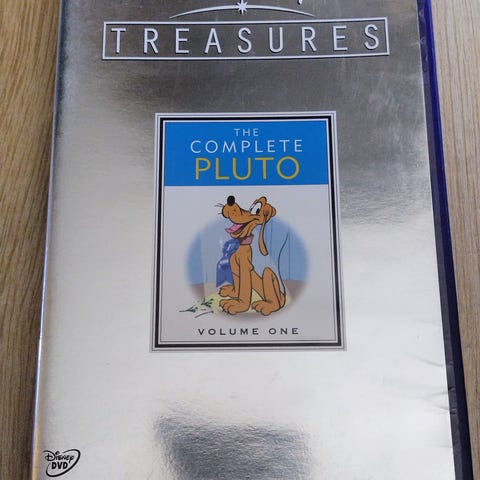 TREASURES
THE
COMPLETE
PLUTO
VOLUME ONE
Disney
DVD